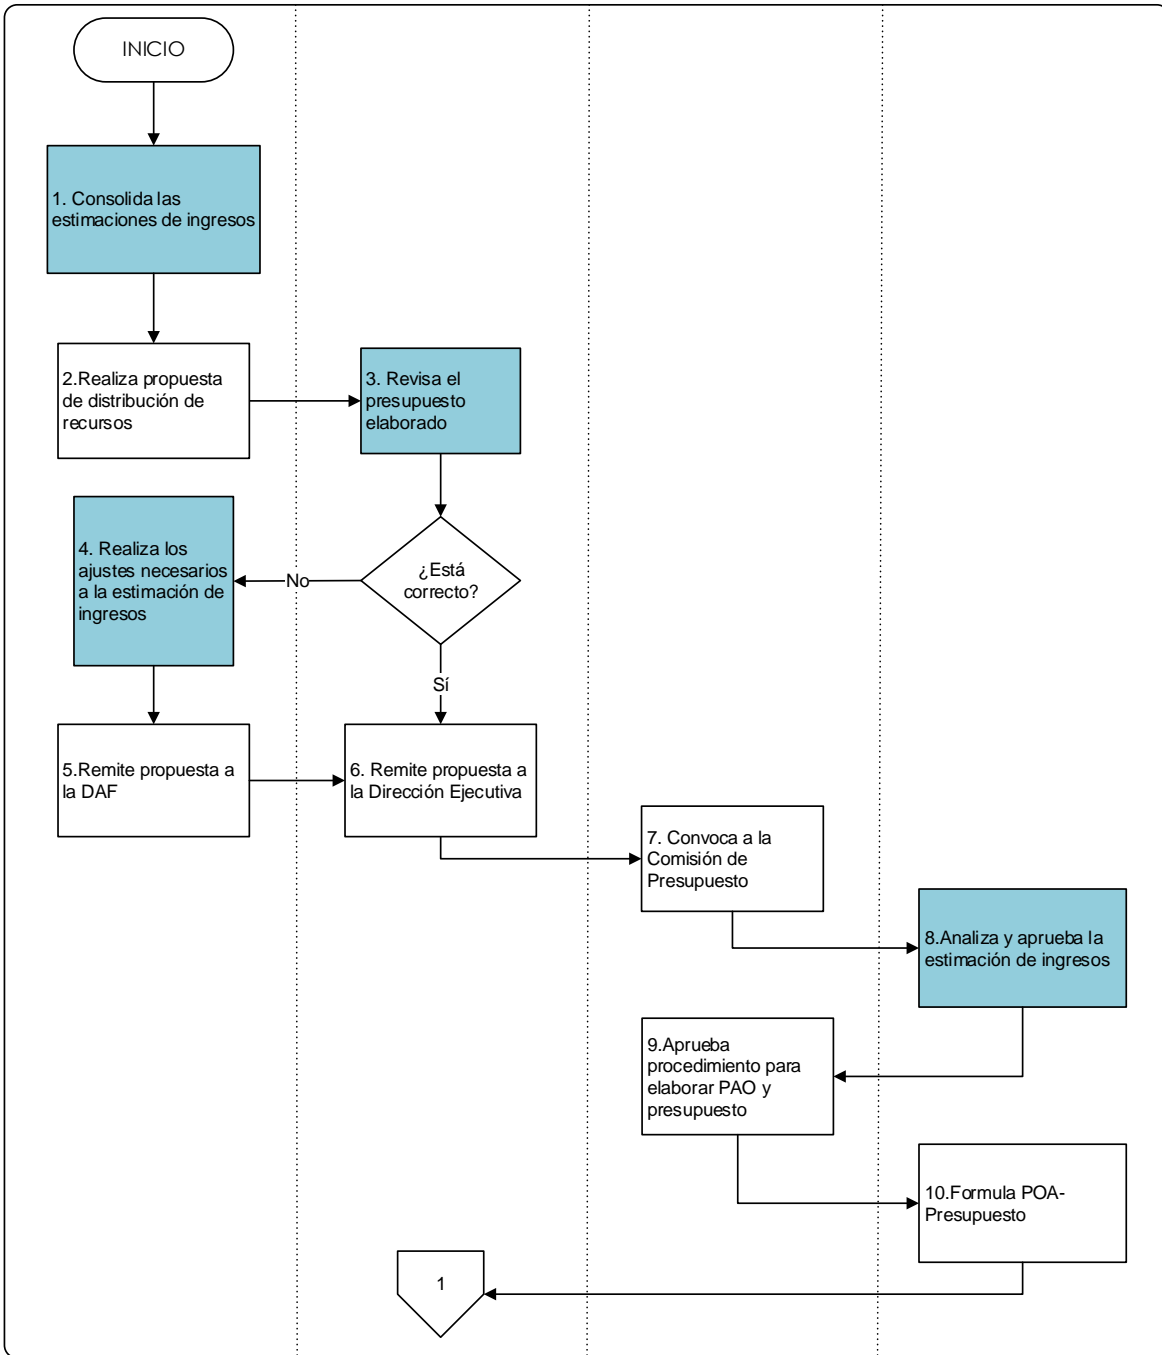 INICIO
1. Consolida las
estimaciones de ingresos
2.Realiza propuesta
de distribución de
recursos
3. Revisa el
presupuesto
elaborado
4. Realiza los
ajustes necesarios
a la estimación de
ingresos
No
¿Está
correcto?
Sí
5.Remite propuesta a
la DAF
6. Remite propuesta a
la Dirección Ejecutiva
7. Convoca a la
Comisión de
Presupuesto
8.Analiza y aprueba la
estimación de ingresos
9.Aprueba
procedimiento para
elaborar PAO y
presupuesto
10.Formula POA-
Presupuesto
1